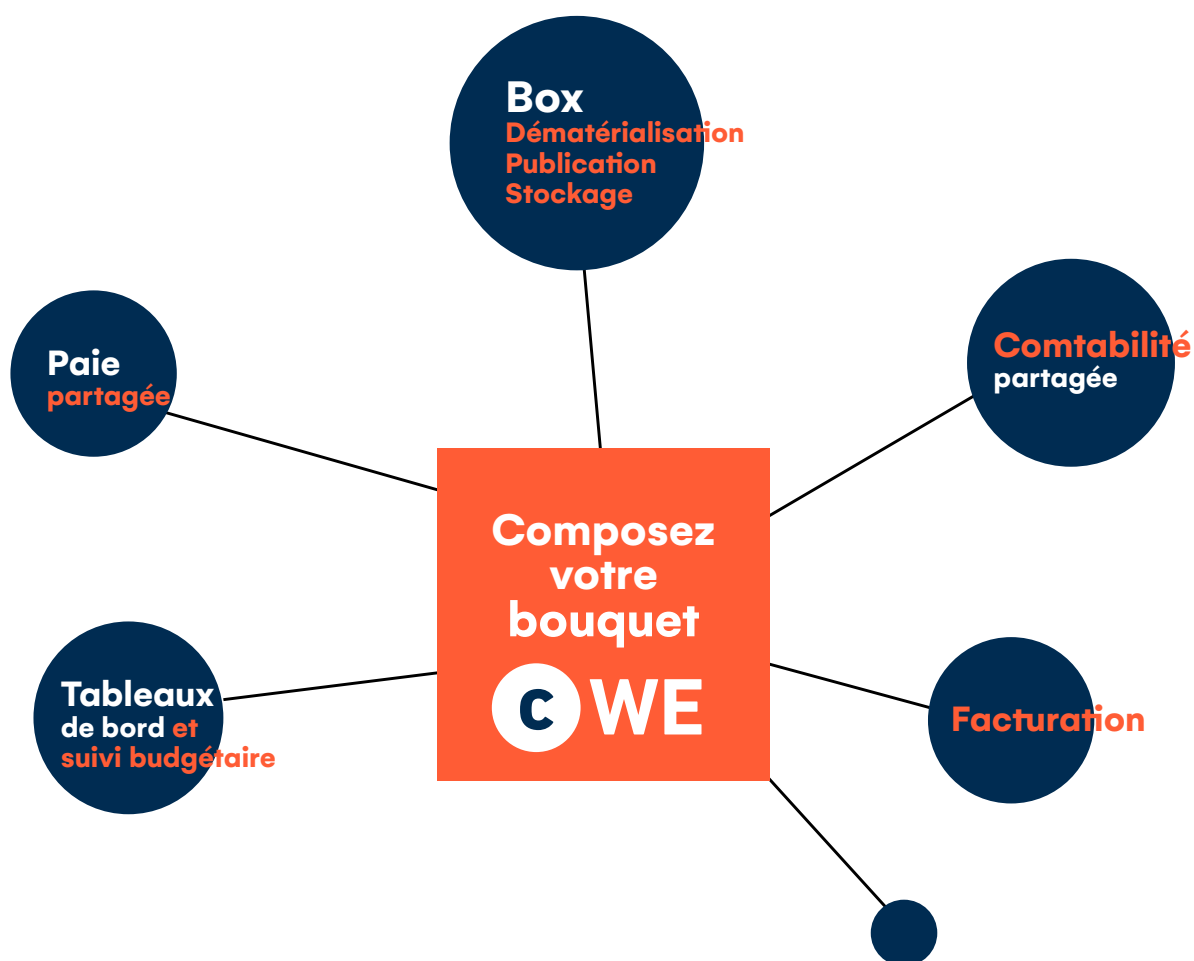 Box
Dématérialisation
Publication
Stockage
Paie
partagée
Comtabilité
partagée
Composez
votre
bouquet
c WE
Tableaux
de bord et
suivi budgétaire
Facturation